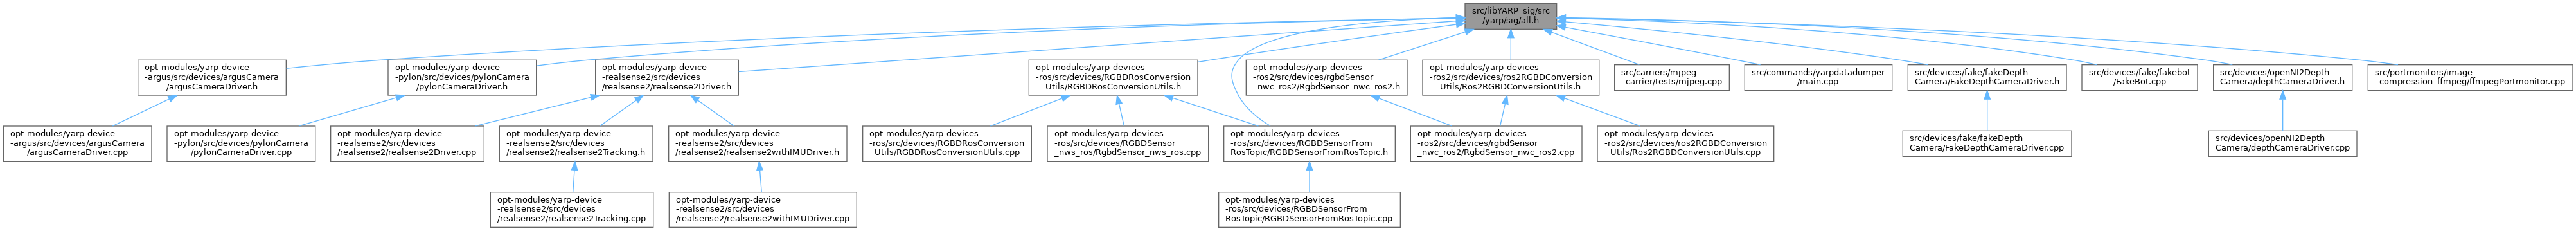 src/libYARP_sig/src
/yarp/sig/all.h
opt-modules/yarp-device
-argus/src/devices/argusCamera
/argusCameraDriver.h
opt-modules/yarp-device
-pylon/src/devices/pylonCamera
/pylonCameraDriver.h
opt-modules/yarp-device
-realsense2/src/devices
/realsense2/realsense2Driver.h
opt-modules/yarp-devices
-ros/src/devices/RGBDRosConversion
Utils/RGBDRosConversionUtils.h
opt-modules/yarp-devices
-ros2/src/devices/rgbdSensor
_nwc_ros2/RgbdSensor_nwc_ros2.h
opt-modules/yarp-devices
-ros2/src/devices/ros2RGBDConversion
Utils/Ros2RGBDConversionUtils.h
src/carriers/mjpeg
_carrier/tests/mjpeg.cpp
src/commands/yarpdatadumper
/main.cpp
src/devices/fake/fakeDepth
Camera/FakeDepthCameraDriver.h
src/devices/fake/fakebot
/FakeBot.cpp
src/devices/openNI2Depth
Camera/depthCameraDriver.h
src/portmonitors/image
_compression_ffmpeg/ffmpegPortmonitor.cpp
opt-modules/yarp-device
-argus/src/devices/argusCamera
/argusCameraDriver.cpp
opt-modules/yarp-device
-pylon/src/devices/pylonCamera
/pylonCameraDriver.cpp
opt-modules/yarp-device
-realsense2/src/devices
/realsense2/realsense2Driver.cpp
opt-modules/yarp-device
-realsense2/src/devices
/realsense2/realsense2Tracking.h
opt-modules/yarp-device
-realsense2/src/devices
/realsense2/realsense2withIMUDriver.h
opt-modules/yarp-devices
-ros/src/devices/RGBDRosConversion
Utils/RGBDRosConversionUtils.cpp
opt-modules/yarp-devices
-ros/src/devices/RGBDSensor
_nws_ros/RgbdSensor_nws_ros.cpp
opt-modules/yarp-devices
-ros/src/devices/RGBDSensorFrom
RosTopic/RGBDSensorFromRosTopic.h
opt-modules/yarp-devices
-ros2/src/devices/rgbdSensor
_nwc_ros2/RgbdSensor_nwc_ros2.cpp
opt-modules/yarp-devices
-ros2/src/devices/ros2RGBDConversion
Utils/Ros2RGBDConversionUtils.cpp
src/devices/fake/fakeDepth
Camera/FakeDepthCameraDriver.cpp
src/devices/openNI2Depth
Camera/depthCameraDriver.cpp
opt-modules/yarp-device
-realsense2/src/devices
/realsense2/realsense2Tracking.cpp
opt-modules/yarp-device
-realsense2/src/devices
/realsense2/realsense2withIMUDriver.cpp
opt-modules/yarp-devices
-ros/src/devices/RGBDSensorFrom
RosTopic/RGBDSensorFromRosTopic.cpp